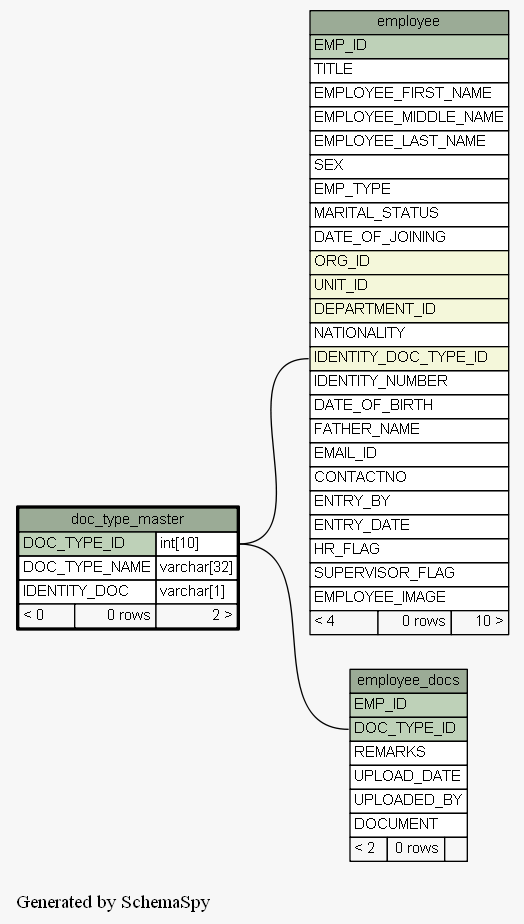 employee
EMP_ID
TITLE
EMPLOYEE_FIRST_NAME
EMPLOYEE_MIDDLE_NAME
EMPLOYEE_LAST_NAME
SEX
EMP_TYPE
MARITAL_STATUS
DATE_OF_JOINING
ORG_ID
UNIT_ID
DEPARTMENT_ID
NATIONALITY
IDENTITY_DOC_TYPE_ID
IDENTITY_NUMBER
DATE_OF_BIRTH
FATHER_NAME
EMAIL_ID
CONTACTNO
ENTRY_BY
ENTRY_DATE
HR_FLAG
SUPERVISOR_FLAG
EMPLOYEE_IMAGE
< 4 0 rows 10 >
doc_type_master
DOC_TYPE_ID int[10]
DOC_TYPE_NAME varchar[32]
IDENTITY_DOC varchar[1]
< 0 0 rows 2 >
employee_docs
EMP_ID
DOC_TYPE_ID
REMARKS
UPLOAD_DATE
UPLOADED_BY
DOCUMENT
< 2 0 rows
Generated by SchemaSpy